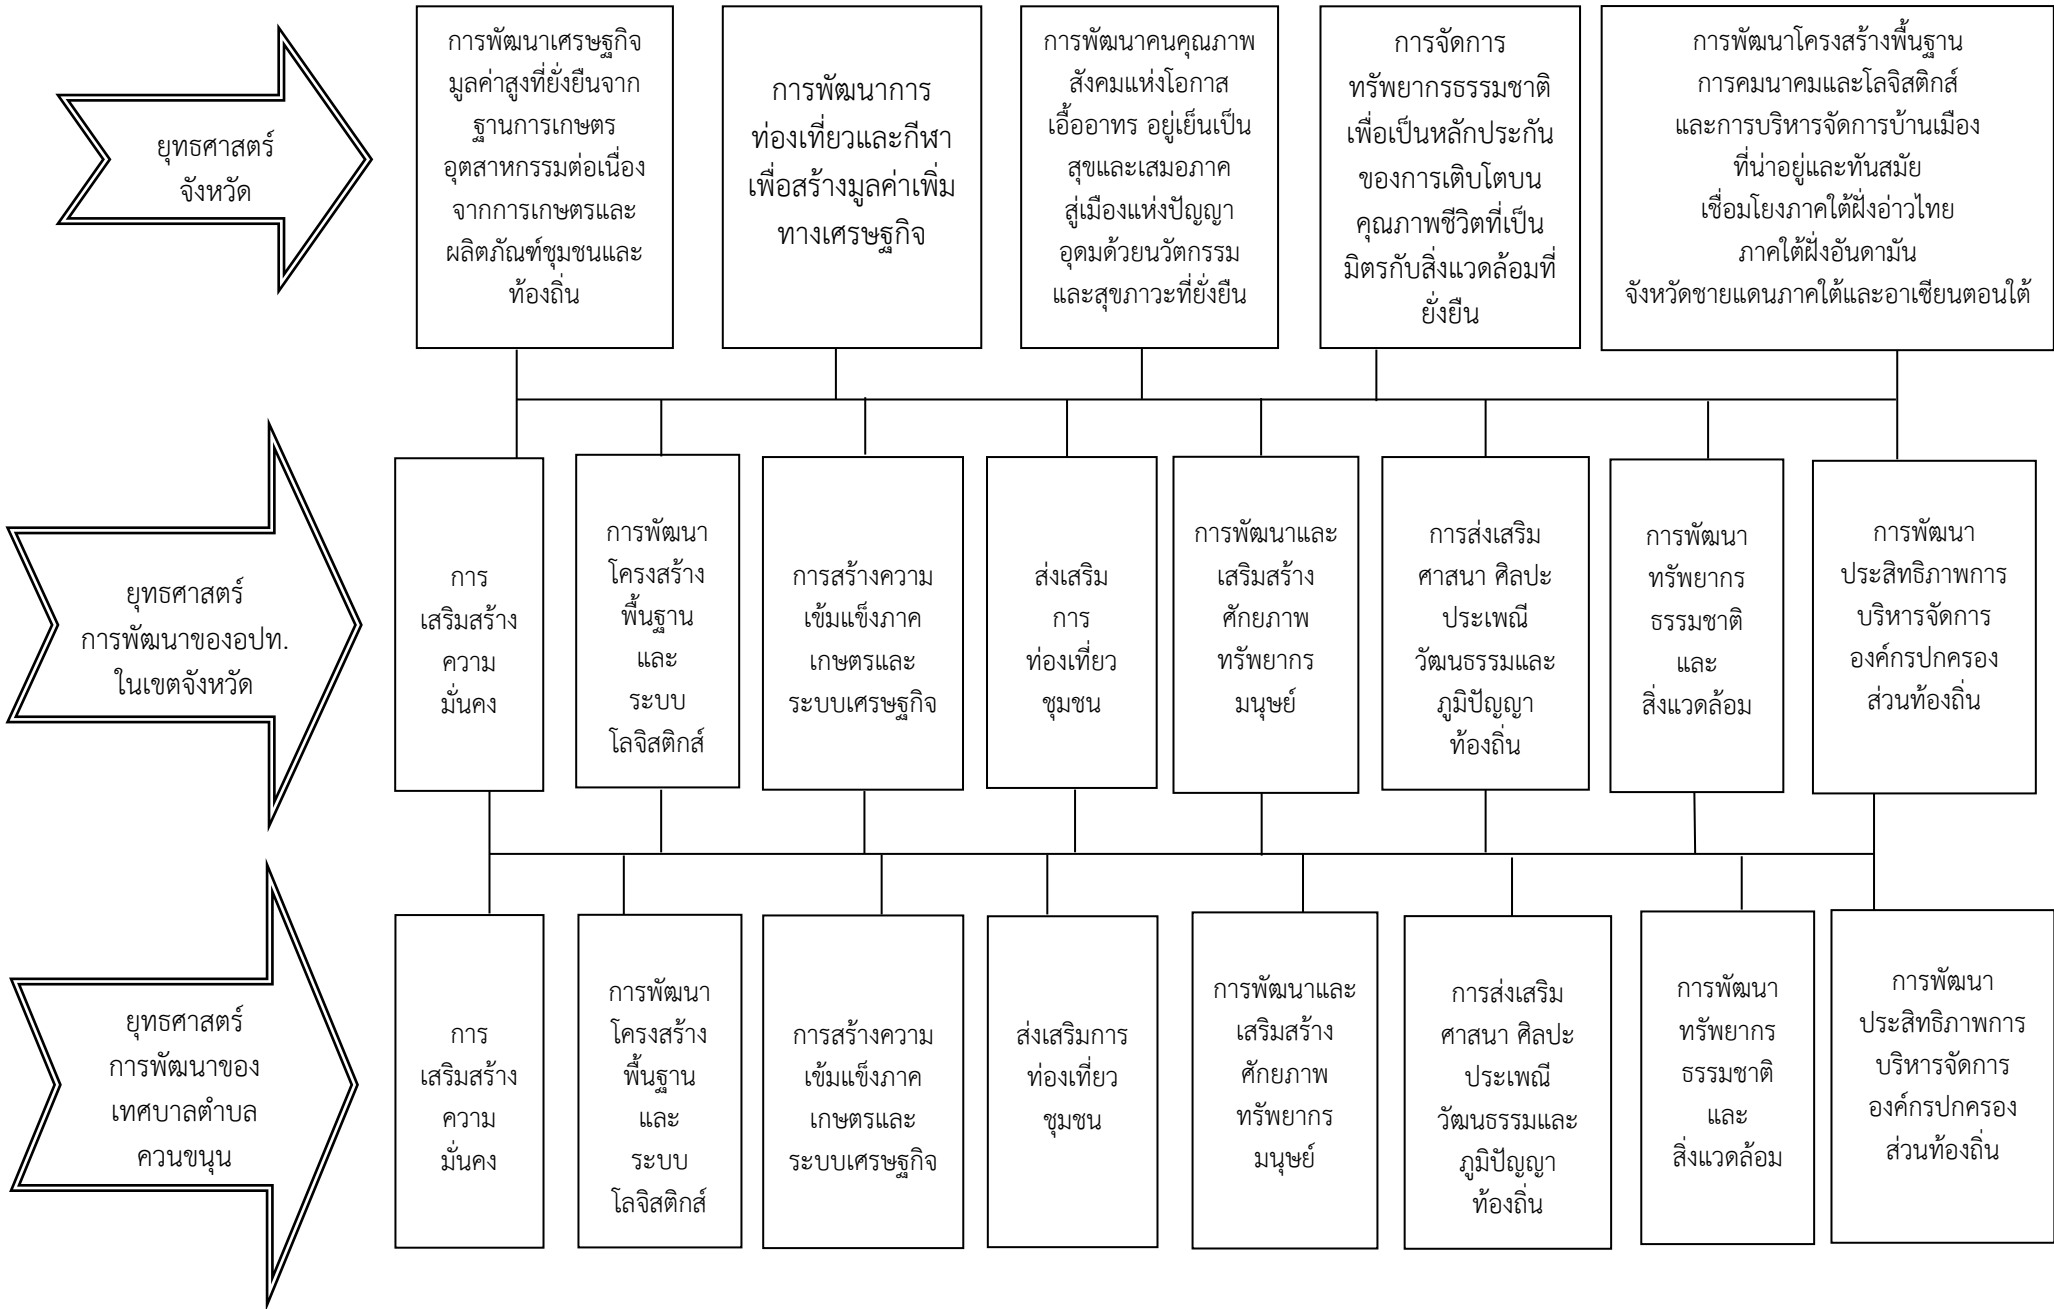 ยุทธศาสตร์
จังหวัด
การพัฒนาเศรษฐกิจ
มูลค่าสูงที่ยั่งยืนจาก
ฐานการเกษตร
อุตสาหกรรมต่อเนื่อง
จากการเกษตรและ
ผลิตภัณฑ์ชุมชนและ
ท้องถิ่น
การพัฒนาการ
ท่องเที่ยวและกีฬา
เพื่อสร้างมูลค่าเพิ่ม
ทางเศรษฐกิจ
การพัฒนาคนคุณภาพ
สังคมแห่งโอกาส
เอื้ออาทร อยู่เย็นเป็น
สุขและเสมอภาค
สู่เมืองแห่งปัญญา
อุดมด้วยนวัตกรรม
และสุขภาวะที่ยั่งยืน
การจัดการ
ทรัพยากรธรรมชาติ
เพื่อเป็นหลักประกัน
ของการเติบโตบน
คุณภาพชีวิตที่เป็น
มิตรกับสิ่งแวดล้อมที่
ยั่งยืน
การพัฒนาโครงสร้างพื้นฐาน
การคมนาคมและโลจิสติกส์
และการบริหารจัดการบ้านเมือง
ที่น่าอยู่และทันสมัย
เชื่อมโยงภาคใต้ฝั่งอ่าวไทย
ภาคใต้ฝั่งอันดามัน
จังหวัดชายแดนภาคใต้และอาเซียนตอนใต้
ยุทธศาสตร์
การพัฒนาของอปท.
ในเขตจังหวัด
การ
เสริมสร้าง
ความ
มั่นคง
การพัฒนา
โครงสร้าง
พื้นฐาน
และ
ระบบ
โลจิสติกส์
การสร้างความ
เข้มแข็งภาค
เกษตรและ
ระบบเศรษฐกิจ
ส่งเสริม
การ
ท่องเที่ยว
ชุมชน
การพัฒนาและ
เสริมสร้าง
ศักยภาพ
ทรัพยากร
มนุษย์
การส่งเสริม
ศาสนา ศิลปะ
ประเพณี
วัฒนธรรมและ
ภูมิปัญญา
ท้องถิ่น
การพัฒนา
ทรัพยากร
ธรรมชาติ
และ
สิ่งแวดล้อม
การพัฒนา
ประสิทธิภาพการ
บริหารจัดการ
องค์กรปกครอง
ส่วนท้องถิ่น
ยุทธศาสตร์
การพัฒนาของ
เทศบาลตำบล
ควนขนุน
การ
เสริมสร้าง
ความ
มั่นคง
การพัฒนา
โครงสร้าง
พื้นฐาน
และ
ระบบ
โลจิสติกส์
การสร้างความ
เข้มแข็งภาค
เกษตรและ
ระบบเศรษฐกิจ
ส่งเสริมการ
ท่องเที่ยว
ชุมชน
การพัฒนาและ
เสริมสร้าง
ศักยภาพ
ทรัพยากร
มนุษย์
การส่งเสริม
ศาสนา ศิลปะ
ประเพณี
วัฒนธรรมและ
ภูมิปัญญา
ท้องถิ่น
การพัฒนา
ทรัพยากร
ธรรมชาติ
และ
สิ่งแวดล้อม
การพัฒนา
ประสิทธิภาพการ
บริหารจัดการ
องค์กรปกครอง
ส่วนท้องถิ่น